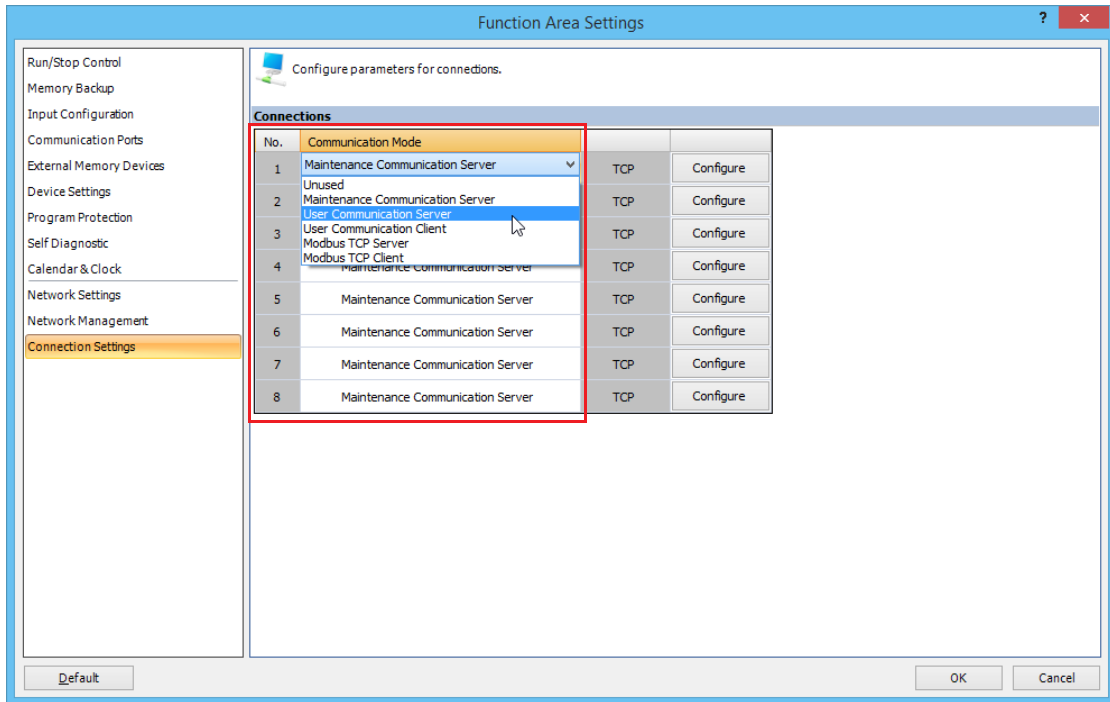 Function Area Settings
?
×
Run/Stop Control
Memory Backup
Input Configuration
Communication Ports
External Memory Devices
Device Settings
Program Protection
Self Diagnostic
Calendar & Clock
Network Settings
Network Management
Connection Settings
Configure parameters for connections.
Connections
No. Communication Mode
1 Maintenance Communication Server TCP Configure
Unused
2 Maintenance Communication Server TCP Configure
User Communication Server
3 User Communication Client TCP Configure
Modbus TCP Server
Modbus TCP Client
4 Maintenance Communication Server TCP Configure
5 Maintenance Communication Server TCP Configure
6 Maintenance Communication Server TCP Configure
7 Maintenance Communication Server TCP Configure
8 Maintenance Communication Server TCP Configure
Default
OK
Cancel